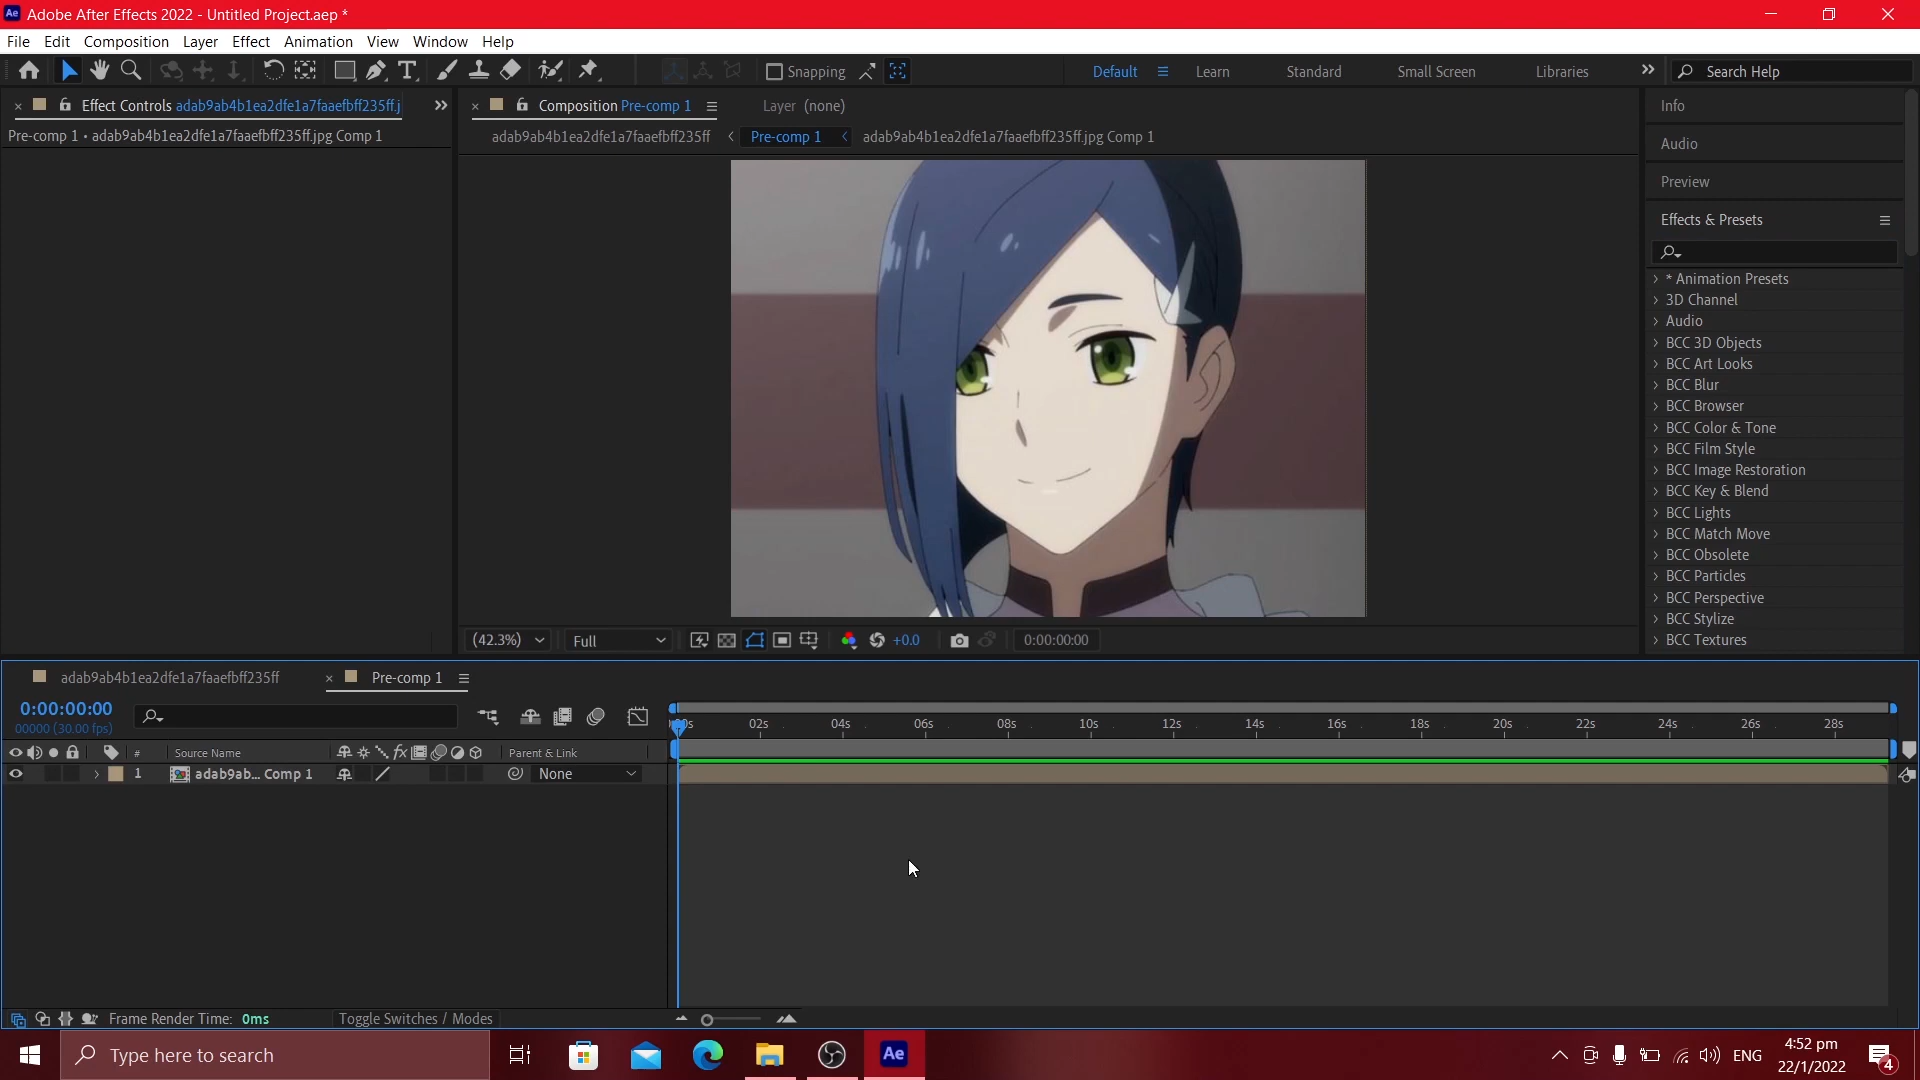 Ae Adobe After Effects 2022 - Untitled Project.aep *
File Edit Composition Layer Effect Animation View Window Help
Snapping Default Learn Standard Small Screen Libraries Search Help
Effect Controls adab9ab4b1ea2dfe1a7faaefbff235ff.j
Pre-comp 1 • adab9ab4b1ea2dfe1a7faaefbff235ff.jpg Comp 1
Composition Pre-comp 1 Layer (none)
adab9ab4b1ea2dfe1a7faaefbff235ff Pre-comp 1 adab9ab4b1ea2dfe1a7faaefbff235ff.jpg Comp 1
Info
Audio
Preview
Effects & Presets
* Animation Presets
3D Channel
Audio
BCC 3D Objects
BCC Art Looks
BCC Blur
BCC Browser
BCC Color & Tone
BCC Film Style
BCC Image Restoration
BCC Key & Blend
BCC Lights
BCC Match Move
BCC Obsolete
BCC Particles
BCC Perspective
BCC Stylize
BCC Textures
(42.3%) Full +0.0 0:00:00:00
adab9ab4b1ea2dfe1a7faaefbff235ff Pre-comp 1
0:00:00:00
00000 (30.00 fps)
02s 04s 06s 08s 10s 12s 14s 16s 18s 20s 22s 24s 26s 28s
# Source Name fx Parent & Link
1 adab9ab... Comp 1 None
Frame Render Time: 0ms Toggle Switches / Modes
Type here to search
Ae
ENG
4:52 pm
22/1/2022
4